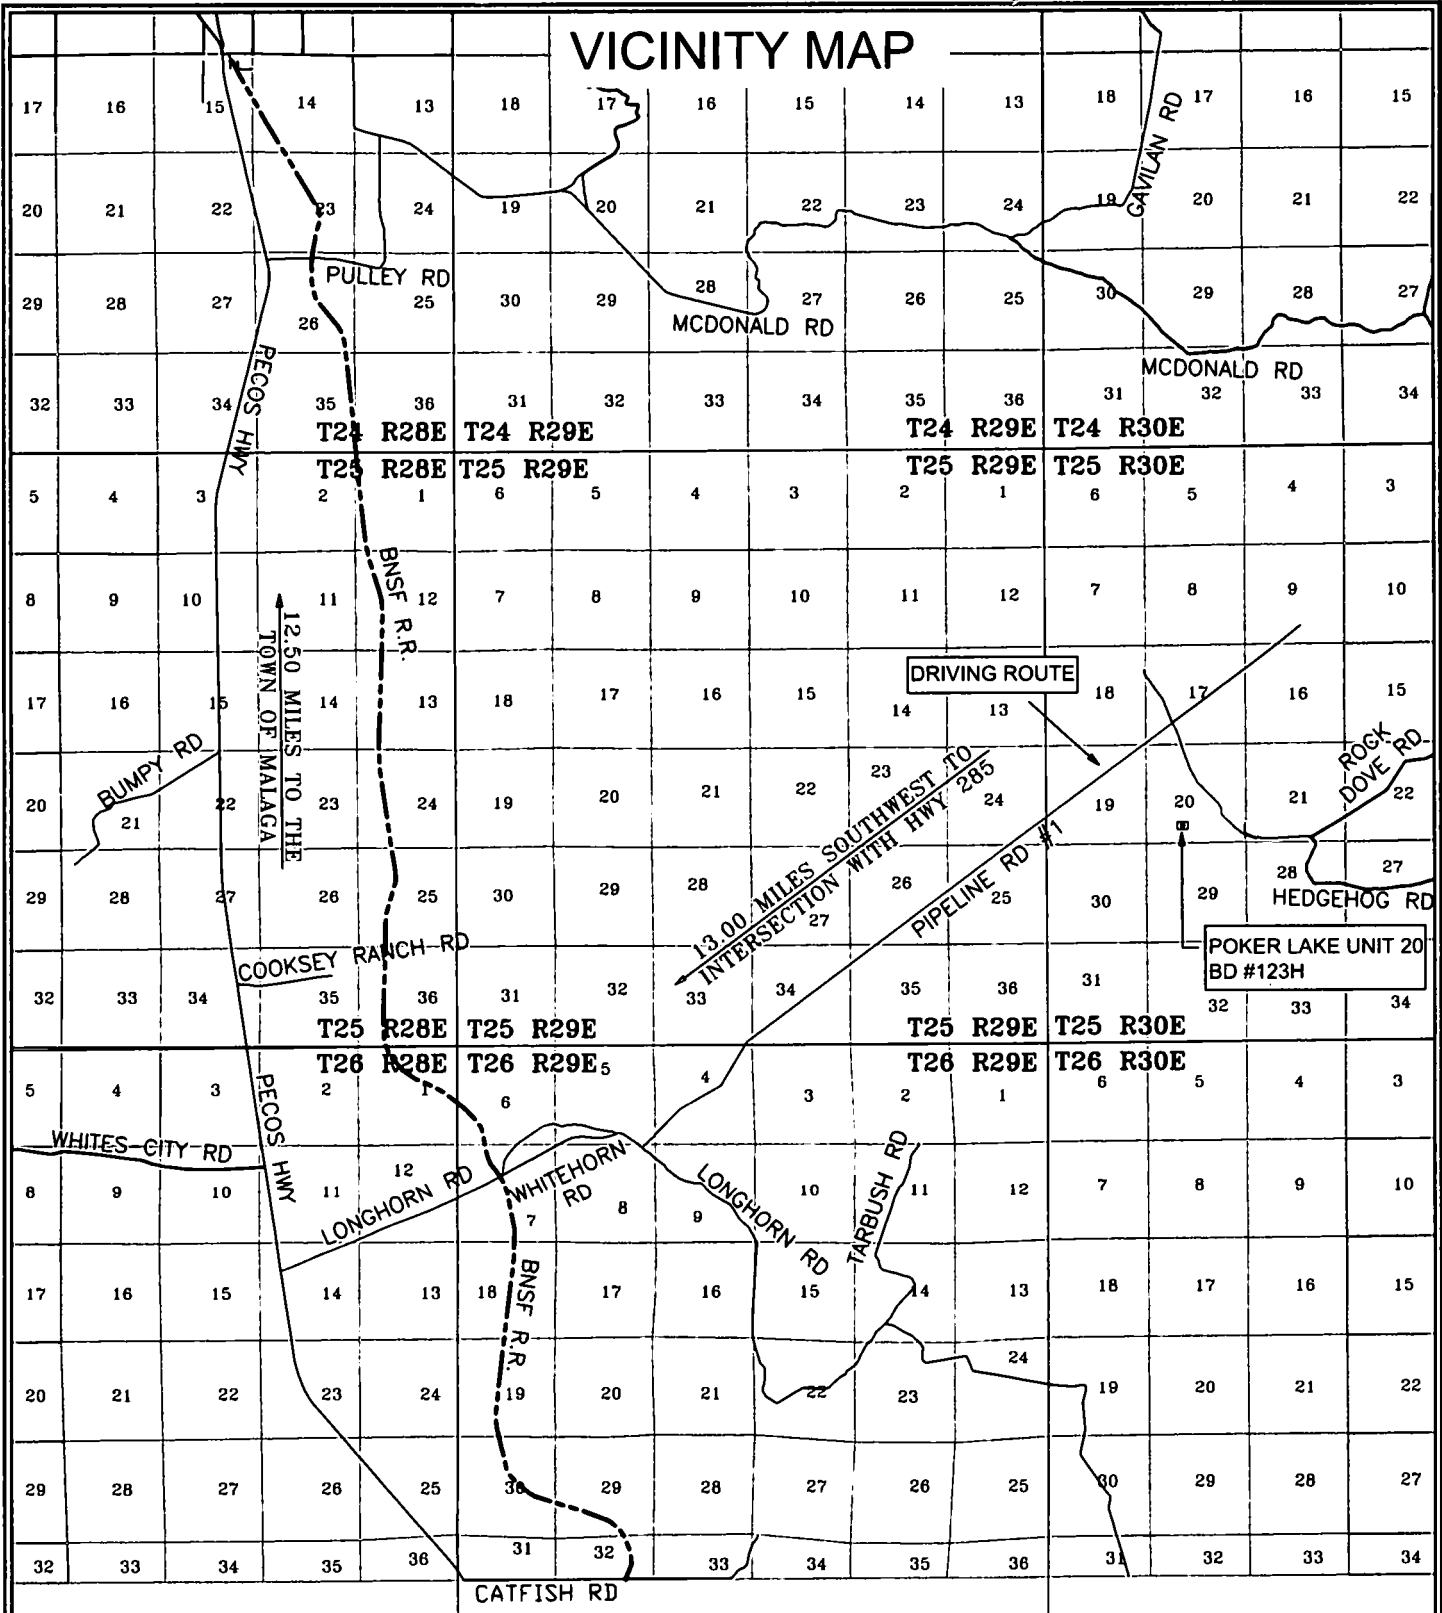 VICINITY MAP
17 16 15 14 13 18 17 16 15 14 13 18 17 16 15
GAVILAN RD
20 21 22 23 24 19 20 21 22 23 24 19 20 21 22
PULLEY RD
29 28 27 26 25 30 29 28 27 26 25 30 29 28 27
MCDONALD RD
MCDONALD RD
PECOS HWY
32 33 34 35 36 31 32 33 34 35 36 31 32 33 34
T24 R28E T24 R29E T24 R29E T24 R30E
T25 R28E T25 R29E T25 R29E T25 R30E
5 4 3 2 1 6 5 4 3 2 1 6 5 4 3
BNSF R.R.
8 9 10 11 12 7 8 9 10 11 12 7 8 9 10
12.50 MILES TO THE
TOWN OF MALAGA
DRIVING ROUTE
17 16 15 14 13 18 17 16 15 14 13 18 17 16 15
BUMPY RD
ROCK
DOVE RD
13.00 MILES SOUTHWEST TO
INTERSECTION WITH HWY 285
20 21 22 23 24 19 20 21 22 23 24 19 20 21 22
PIPELINE RD #1
29 28 27 26 25 30 29 28 27 26 25 30 29 28 27
HEDGEHOG RD
COOKSEY RANCH RD
POKER LAKE UNIT 20
BD #123H
32 33 34 35 36 31 32 33 34 35 36 31 32 33 34
T25 R28E T25 R29E T25 R29E T25 R30E
T26 R28E T26 R29E T26 R29E T26 R30E
5 4 3 2 1 6 5 4 3 2 1 6 5 4 3
PECOS HWY
WHITES CITY RD
LONGHORN RD
WHITEHORN
RD
LONGHORN RD
TARBUSH RD
8 9 10 11 12 7 8 9 10 11 12 7 8 9 10
BNSF R.R.
17 16 15 14 13 18 17 16 15 14 13 18 17 16 15
20 21 22 23 24 19 20 21 22 23 24 19 20 21 22
29 28 27 26 25 30 29 28 27 26 25 30 29 28 27
32 33 34 35 36 31 32 33 34 35 36 31 32 33 34
CATFISH RD